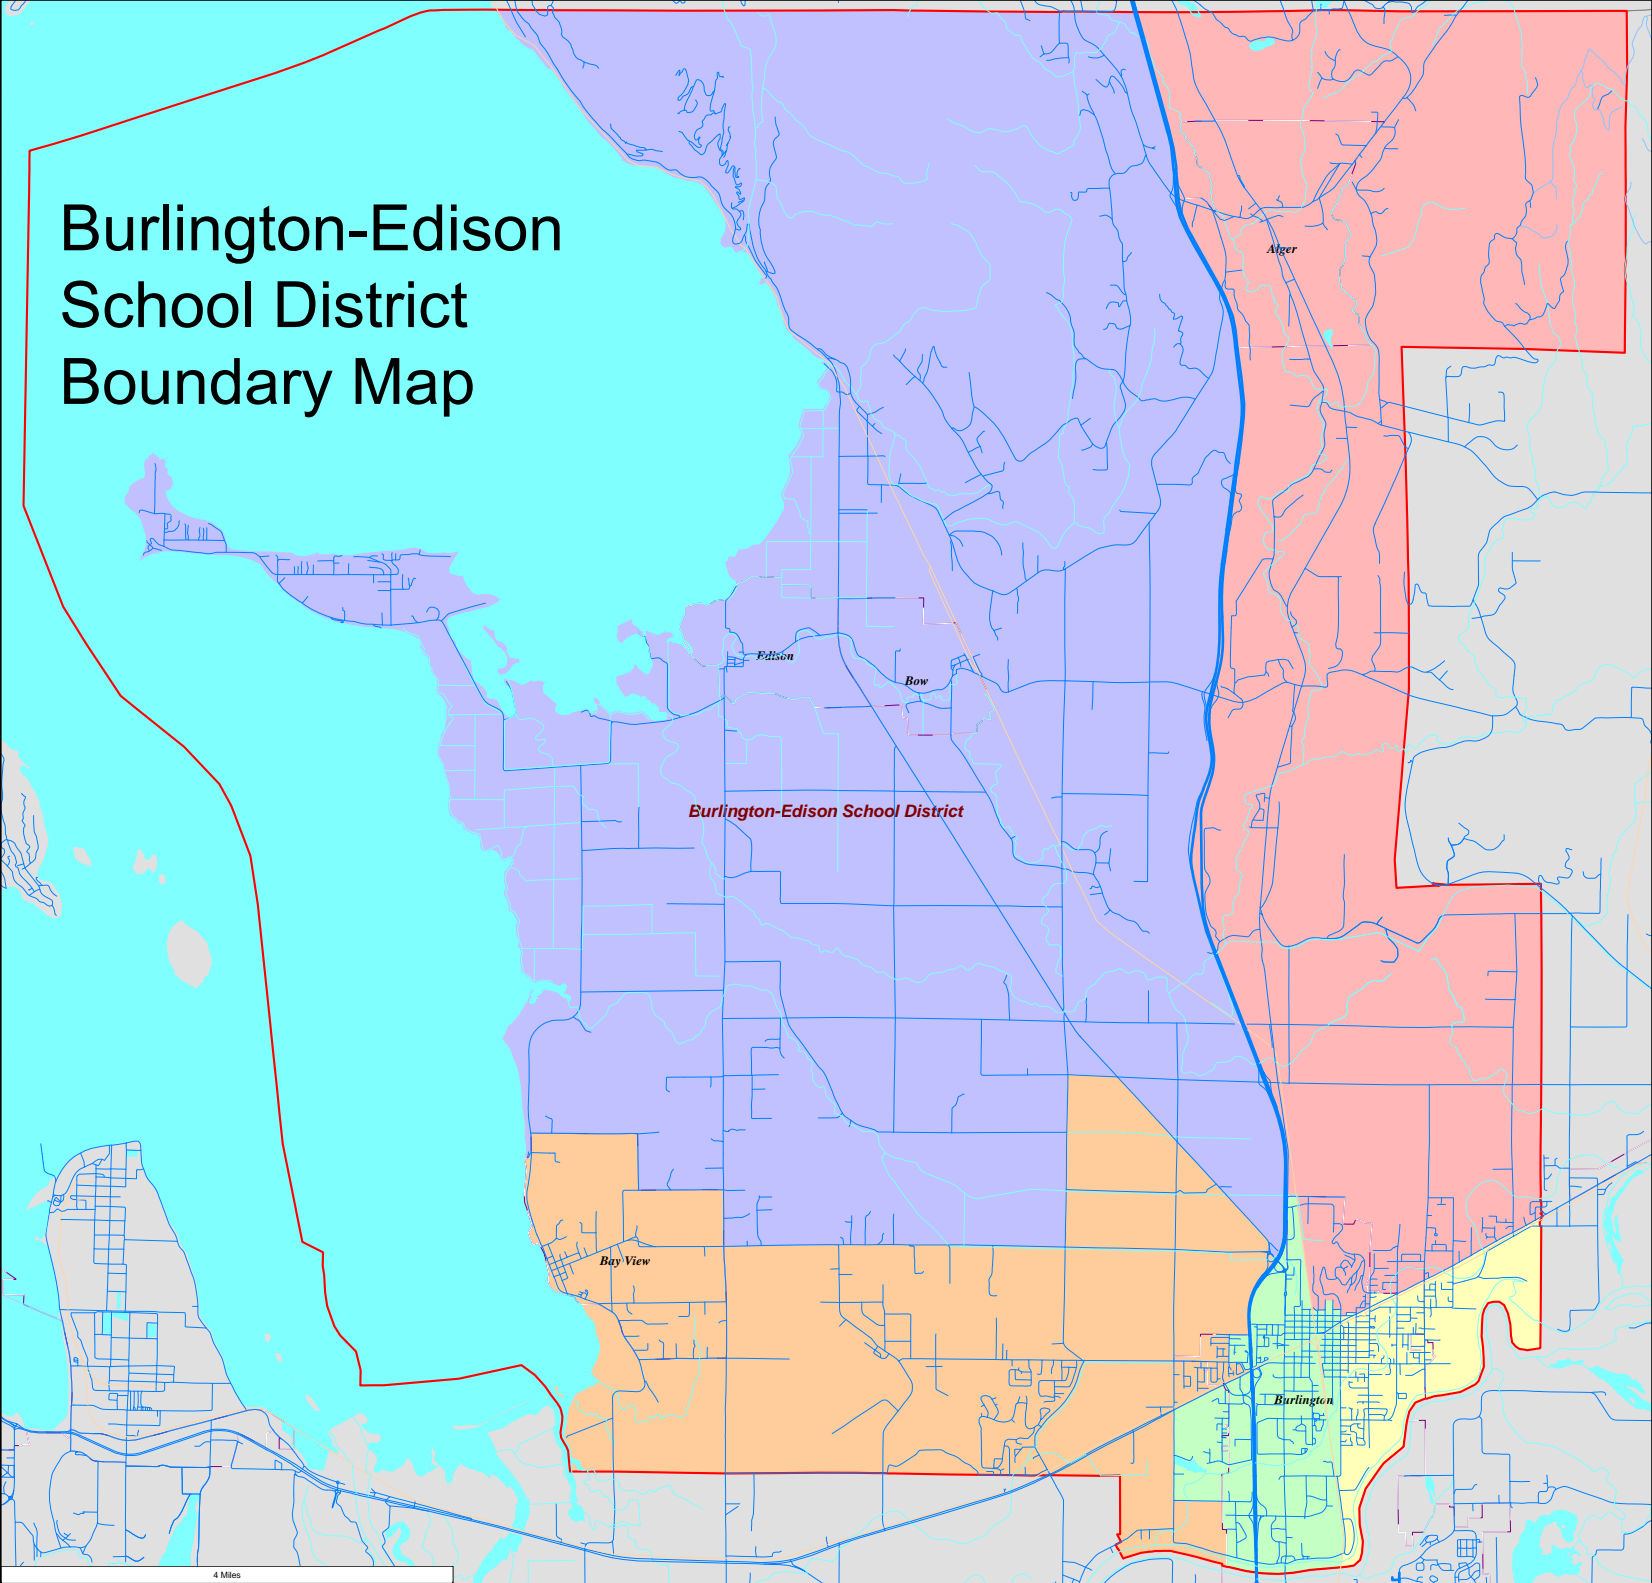 Burlington-Edison
School District
Boundary Map
Alger
Edison
Bow
Burlington-Edison School District
Bay View
Burlington
4 Miles